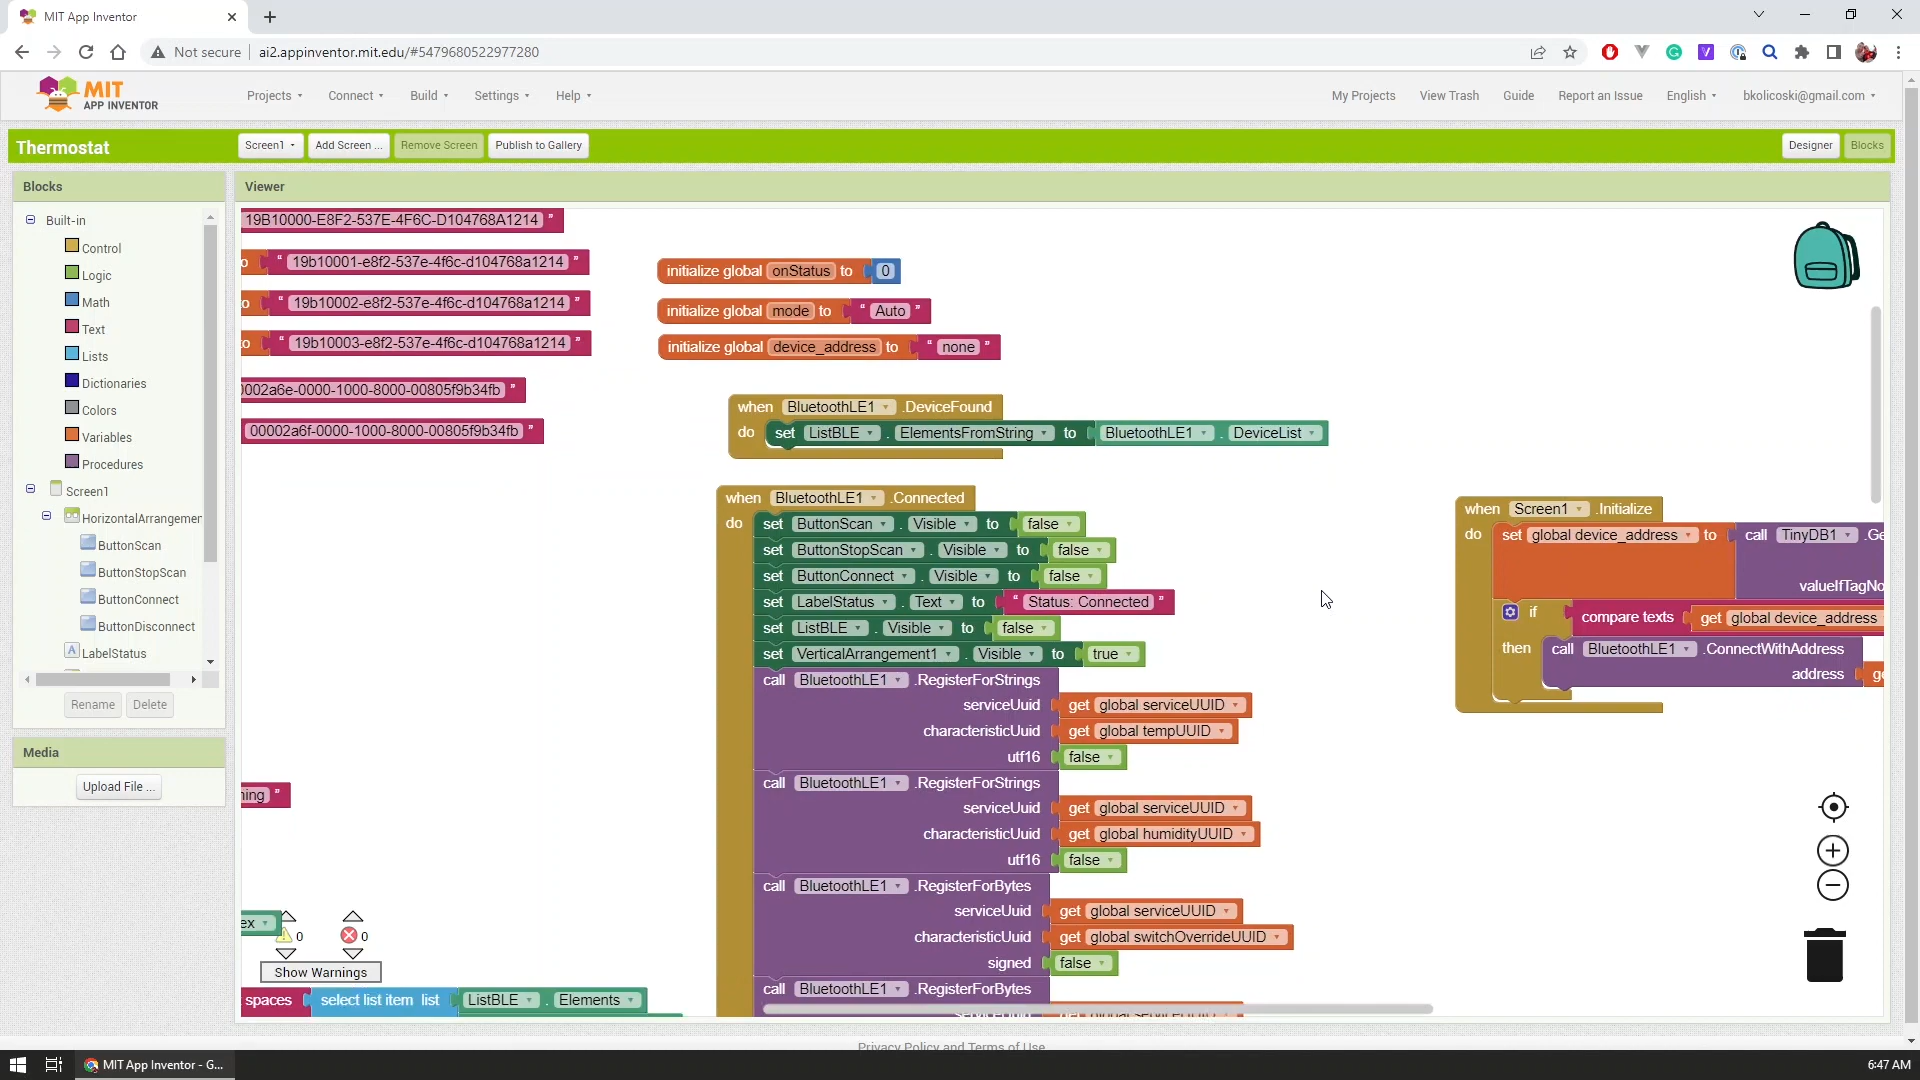 MIT App Inventor
Not secure
ai2.appinventor.mit.edu/#5479680522977280
MIT
APP INVENTOR
Projects
Connect
Build
Settings
Help
My Projects
View Trash
Guide
Report an Issue
English
bkolicoski@gmail.com
Thermostat
Screen1
Add Screen ...
Remove Screen
Publish to Gallery
Designer
Blocks
Blocks
Built-in
Control
Logic
Math
Text
Lists
Dictionaries
Colors
Variables
Procedures
Screen1
HorizontalArrangemer
ButtonScan
ButtonStopScan
ButtonConnect
ButtonDisconnect
LabelStatus
Rename
Delete
Media
Upload File ...
Viewer
19B10000-E8F2-537E-4F6C-D104768A1214 "
o " 19b10001-e8f2-537e-4f6c-d104768a1214 "
o " 19b10002-e8f2-537e-4f6c-d104768a1214 "
to " 19b10003-e8f2-537e-4f6c-d104768a1214 "
0002a6e-0000-1000-8000-00805f9b34fb "
00002a6f-0000-1000-8000-00805f9b34fb "
initialize global onStatus to 0
initialize global mode to " Auto "
initialize global device_address to " none "
when BluetoothLE1 .DeviceFound
do set ListBLE . ElementsFromString to BluetoothLE1 . DeviceList
when BluetoothLE1 .Connected
do set ButtonScan . Visible to false
set ButtonStopScan . Visible to false
set ButtonConnect . Visible to false
set LabelStatus . Text to " Status: Connected "
set ListBLE . Visible to false
set VerticalArrangement1 . Visible to true
call BluetoothLE1 .RegisterForStrings
serviceUuid get global serviceUUID
characteristicUuid get global tempUUID
utf16 false
call BluetoothLE1 .RegisterForStrings
serviceUuid get global serviceUUID
characteristicUuid get global humidityUUID
utf16 false
call BluetoothLE1 .RegisterForBytes
serviceUuid get global serviceUUID
characteristicUuid get global switchOverrideUUID
signed false
call BluetoothLE1 .RegisterForBytes
when Screen1 .Initialize
do set global device_address to call TinyDB1 .Ge
valueIfTagNo
if compare texts get global device_address
then call BluetoothLE1 .ConnectWithAddress
address ge
ning "
ex
0
0
Show Warnings
spaces select list item list ListBLE . Elements
Privacy Policy and Terms of Use
MIT App Inventor - G...
6:47 AM